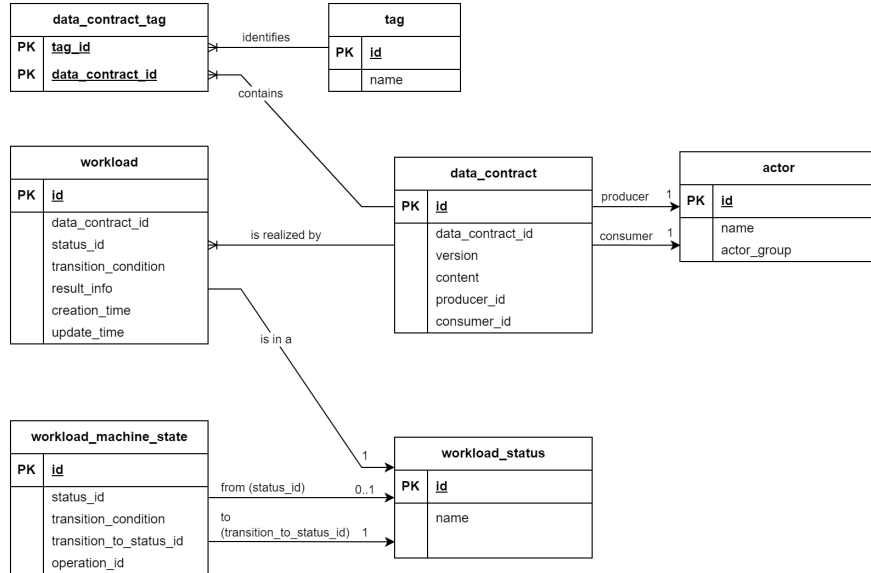 data_contract_tag
PK tag_id
PK data_contract_id
identifies
contains
tag
PK id
name
workload
PK id
data_contract_id
status_id
transition_condition
result_info
creation_time
update_time
is realized by
is in a
1
data_contract
PK id
data_contract_id
version
content
producer_id
consumer_id
producer 1
consumer 1
actor
PK id
name
actor_group
workload_machine_state
PK id
status_id
transition_condition
transition_to_status_id
operation_id
from (status_id) 0..1
to
(transition_to_status_id) 1
workload_status
PK id
name